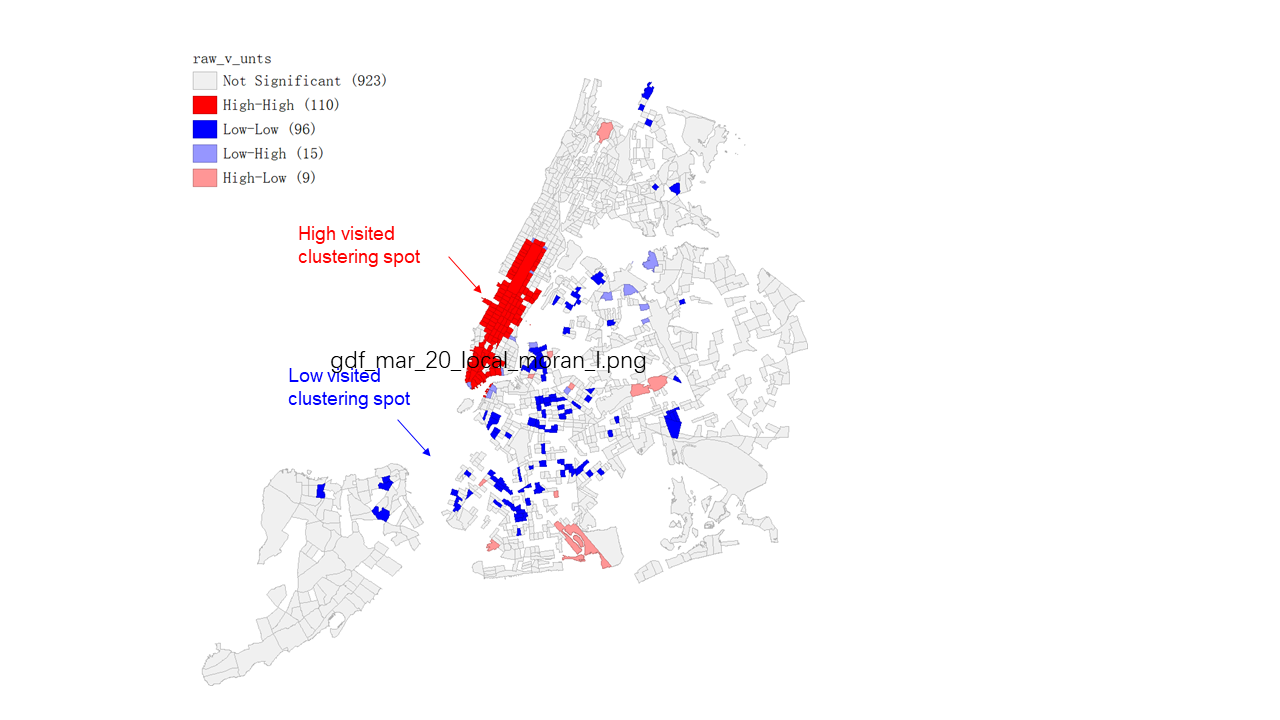 raw_v_unts
Not Significant (923)
High-High (110)
Low-Low (96)
Low-High (15)
High-Low (9)
High visited
clustering spot
gdf_mar_20_local_moran_I.png
Low visited
clustering spot